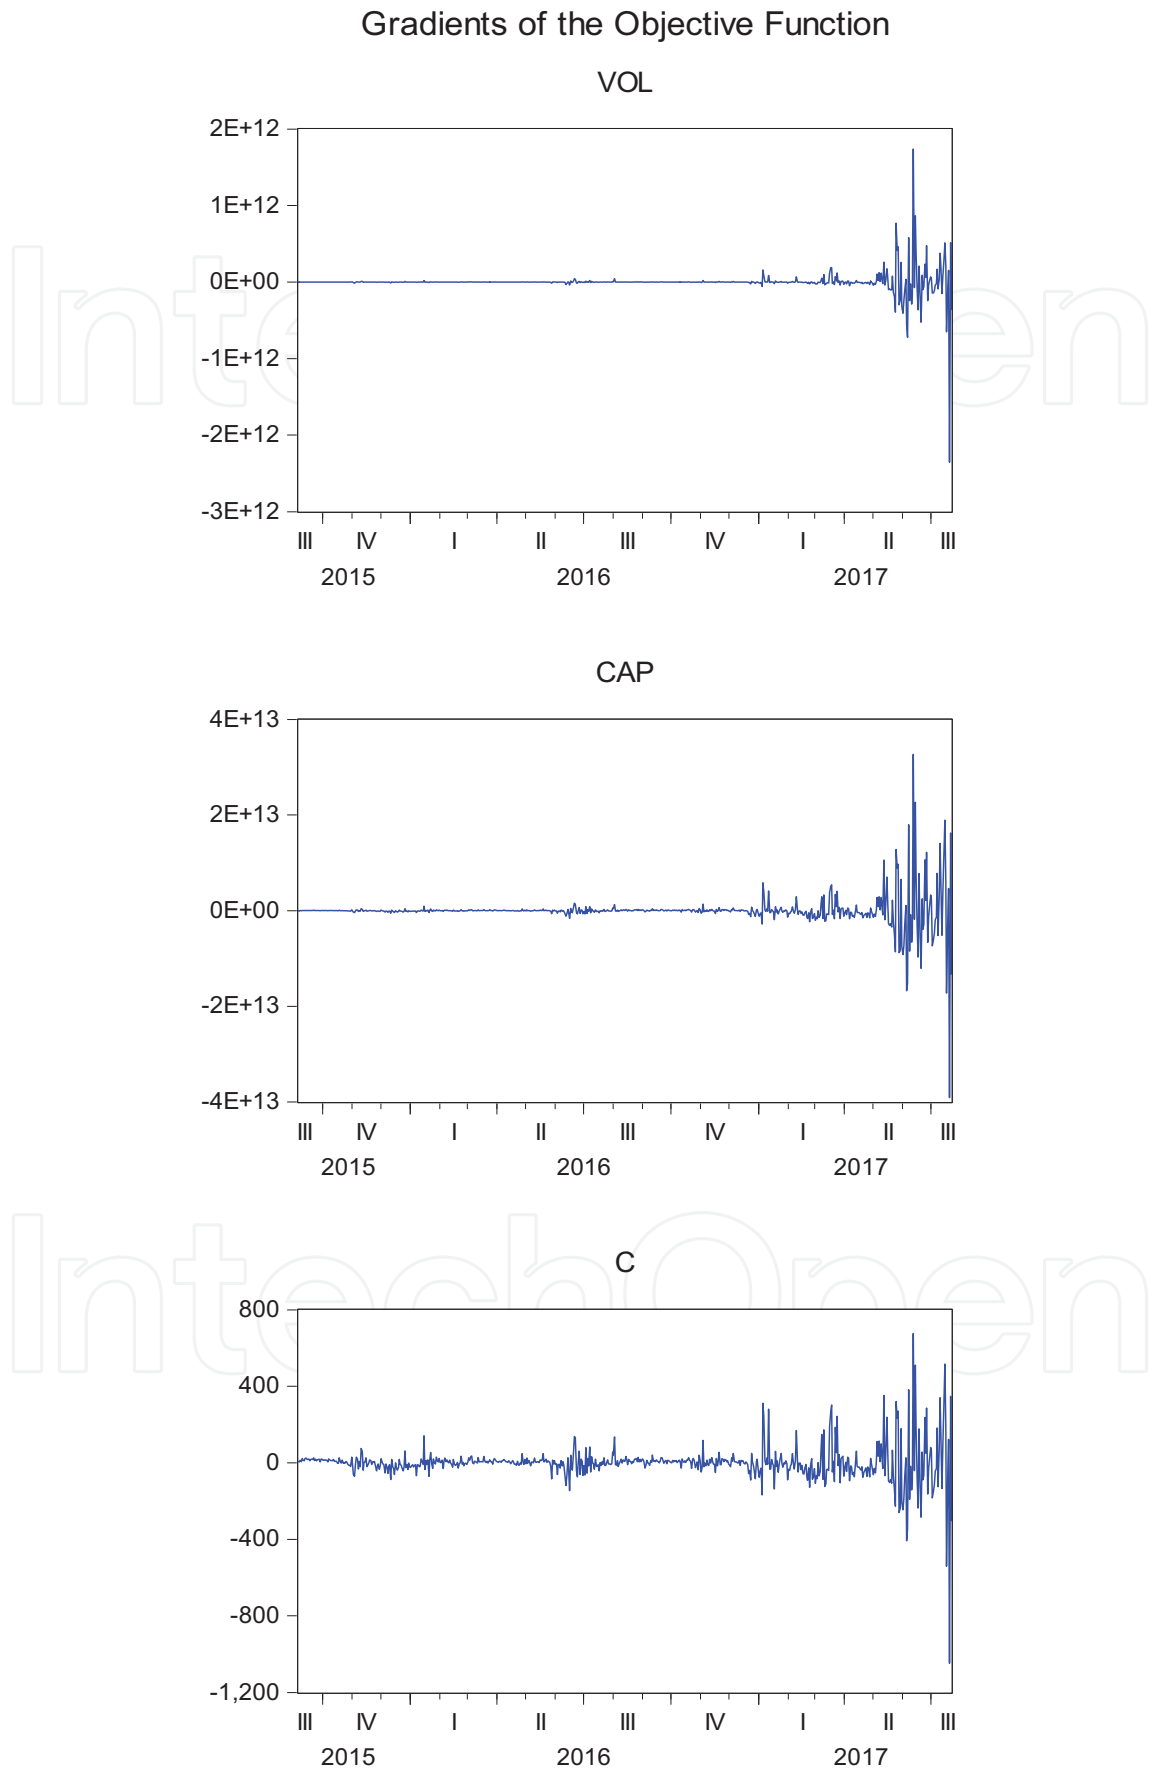 Gradients of the Objective Function
VOL
2E+12
1E+12
0E+00
-1E+12
-2E+12
-3E+12
III IV I II III IV I II III
2015 2016 2017
CAP
4E+13
2E+13
0E+00
-2E+13
-4E+13
III IV I II III IV I II III
2015 2016 2017
C
800
400
0
-400
-800
-1,200
III IV I II III IV I II III
2015 2016 2017
IntechOpen
IntechOpen